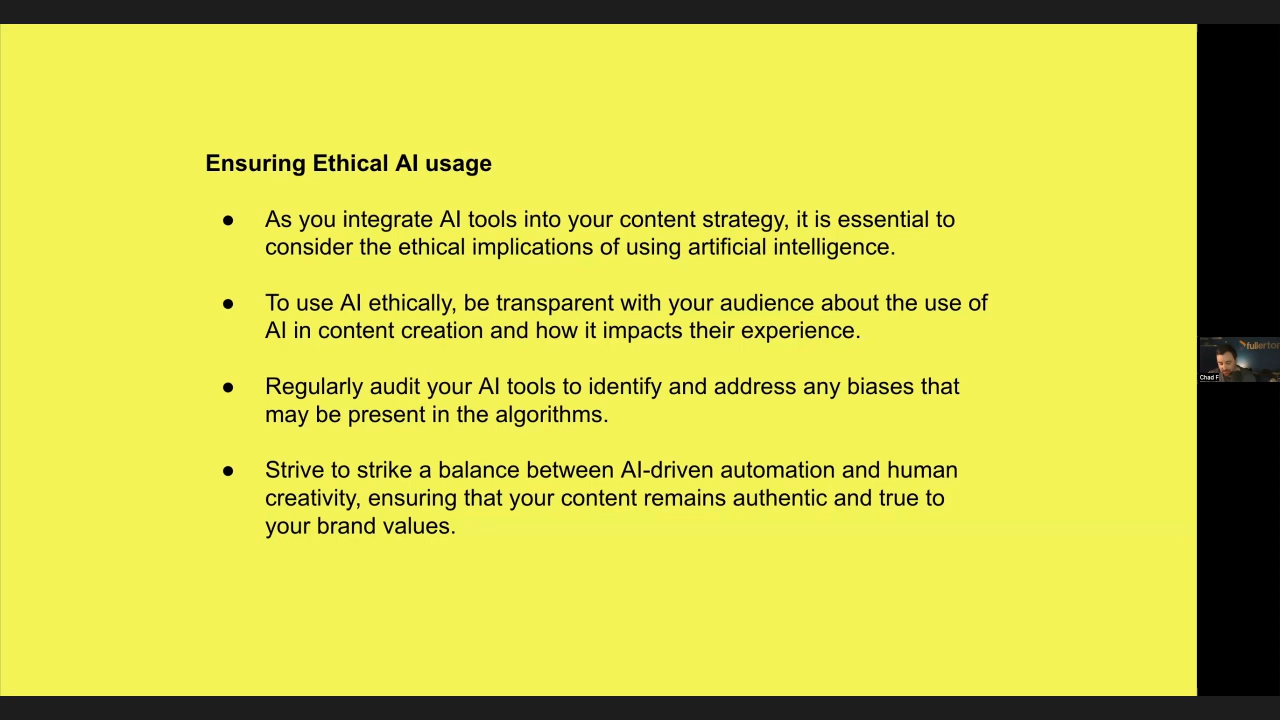 Ensuring Ethical AI usage
● As you integrate AI tools into your content strategy, it is essential to
consider the ethical implications of using artificial intelligence.
● To use AI ethically, be transparent with your audience about the use of
AI in content creation and how it impacts their experience.
● Regularly audit your AI tools to identify and address any biases that
may be present in the algorithms.
● Strive to strike a balance between AI-driven automation and human
creativity, ensuring that your content remains authentic and true to
your brand values.
fullerton
Chad F